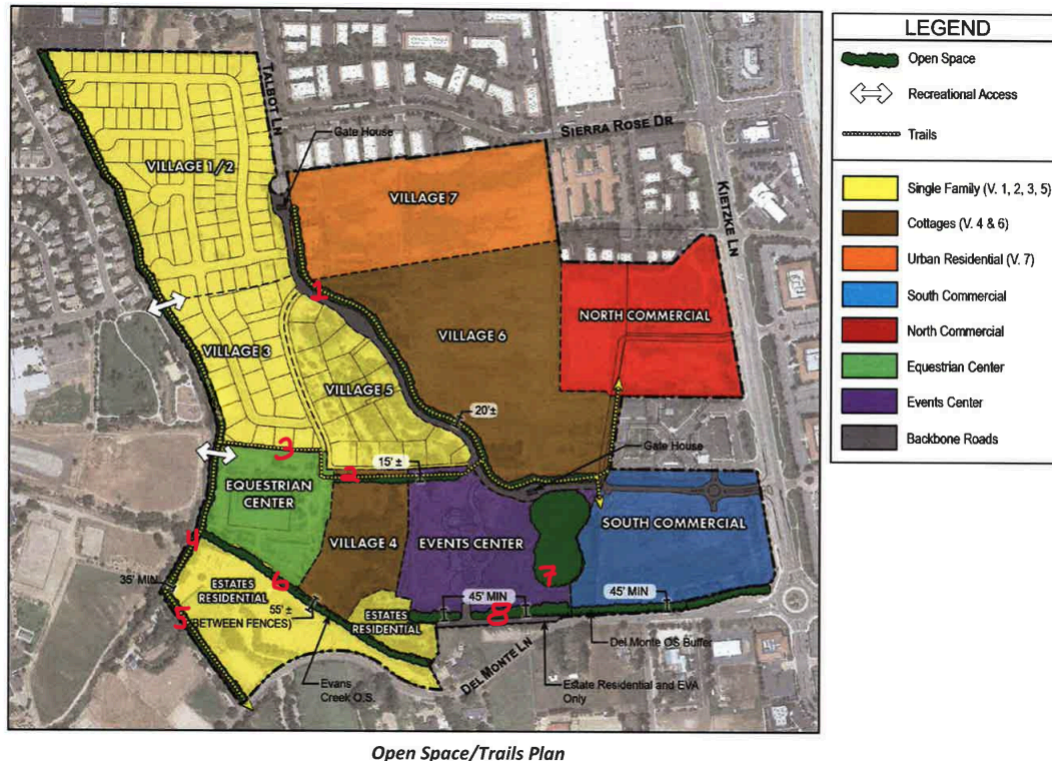 TALBOT LN
Gate House
SIERRA ROSE DR
KIETZKE LN
VILLAGE 1/2
VILLAGE 7
1
NORTH COMMERCIAL
VILLAGE 6
VILLAGE 3
VILLAGE 5
20'±
3
Gate House
15' ±
2
EQUESTRIAN
CENTER
VILLAGE 4
EVENTS CENTER
SOUTH COMMERCIAL
4
35' MIN
ESTATES
RESIDENTIAL
6
7
55' ±
(BETWEEN FENCES)
5
ESTATES
RESIDENTIAL
45' MIN
8
45' MIN
Del Monte OS Buffer
DEL MONTE LN
Evans
Creek O.S.
Estate Residential and EVA
Only
LEGEND
Open Space
Recreational Access
Trails
Single Family (V. 1, 2, 3, 5)
Cottages (V. 4 & 6)
Urban Residential (V. 7)
South Commercial
North Commercial
Equestrian Center
Events Center
Backbone Roads
Open Space/Trails Plan